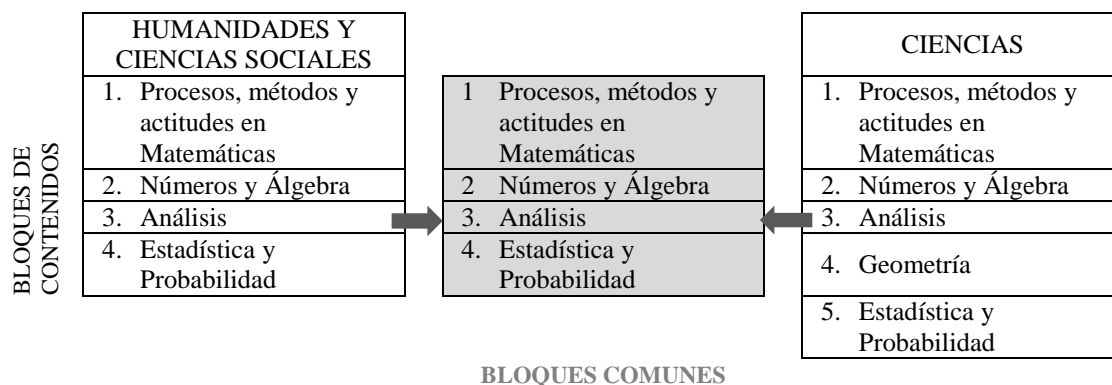 BLOQUES DE
CONTENIDOS
HUMANIDADES Y
CIENCIAS SOCIALES
1. Procesos, métodos y
actitudes en
Matemáticas
2. Números y Álgebra
3. Análisis
4. Estadística y
Probabilidad
1 Procesos, métodos y
actitudes en
Matemáticas
2 Números y Álgebra
3. Análisis
4. Estadística y
Probabilidad
BLOQUES COMUNES
CIENCIAS
1. Procesos, métodos y
actitudes en
Matemáticas
2. Números y Álgebra
3. Análisis
4. Geometría
5. Estadística y
Probabilidad